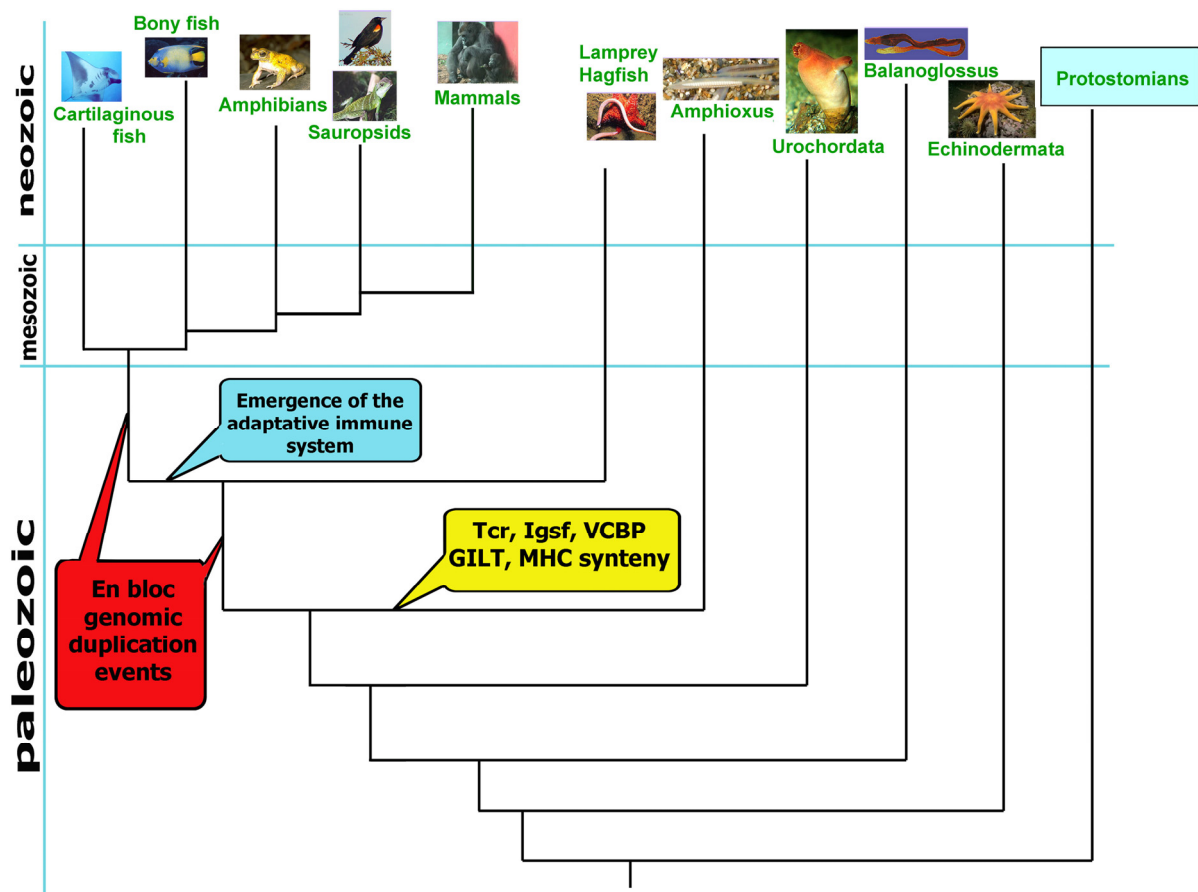 Bony fish
Cartilaginous
fish
Amphibians
Sauropsids
Mammals
Lamprey
Hagfish
Amphioxus
Urochordata
Balanoglossus
Echinodermata
Protostomians
neozoic
mesozoic
paleozoic
Emergence of the
adaptative immune
system
Tcr, Igsf, VCBP
GILT, MHC synteny
En bloc
genomic
duplication
events